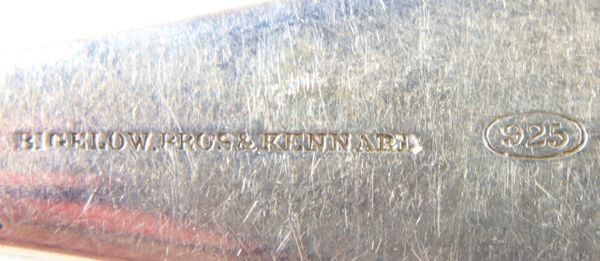 BIGELOW BROS & KENNARD
925